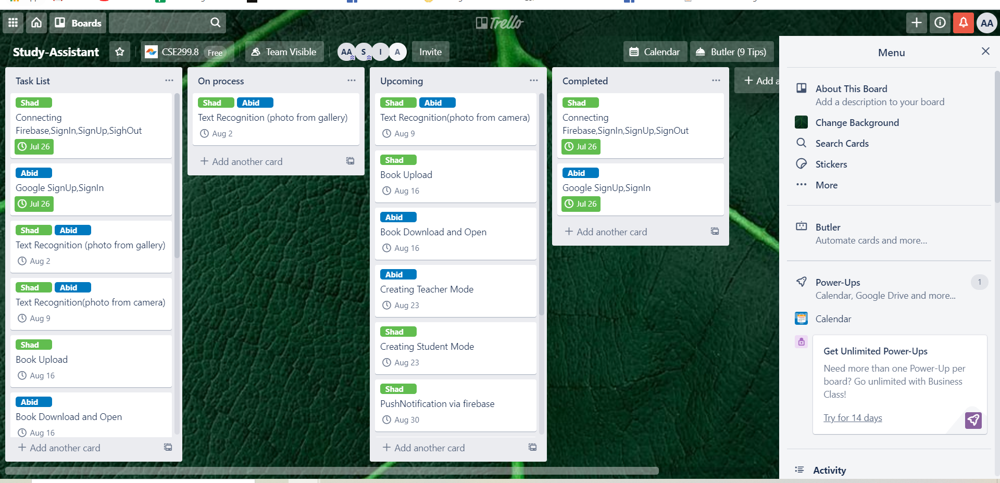 Boards
Trello
AA
Study-Assistant
CSE299.8 Free
Team Visible
AA S I A
Invite
Calendar
Butler (9 Tips)
Task List
Shad
Connecting
Firebase,SignIn,SignUp,SighOut
Jul 26
Abid
Google SignUp,SignIn
Jul 26
Shad Abid
Text Recognition (photo from gallery)
Aug 2
Shad Abid
Text Recognition(photo from camera)
Aug 9
Shad
Book Upload
Aug 16
Abid
Book Download and Open
Aug 16
+ Add another card
On process
Shad Abid
Text Recognition (photo from gallery)
Aug 2
+ Add another card
Upcoming
Shad Abid
Text Recognition(photo from camera)
Aug 9
Shad
Book Upload
Aug 16
Abid
Book Download and Open
Aug 16
Abid
Creating Teacher Mode
Aug 23
Shad
Creating Student Mode
Aug 23
Shad
PushNotification via firebase
Aug 30
+ Add another card
Completed
Shad
Connecting
Firebase,SignIn,SignUp,SignOut
Jul 26
Abid
Google SignUp,SignIn
Jul 26
+ Add another card
+ Add a
Menu
About This Board
Add a description to your board
Change Background
Search Cards
Stickers
More
Butler
Automate cards and more...
Power-Ups
1
Calendar, Google Drive and more...
Calendar
Get Unlimited Power-Ups
Need more than one Power-Up per
board? Go unlimited with Business
Class!
Try for 14 days
Activity